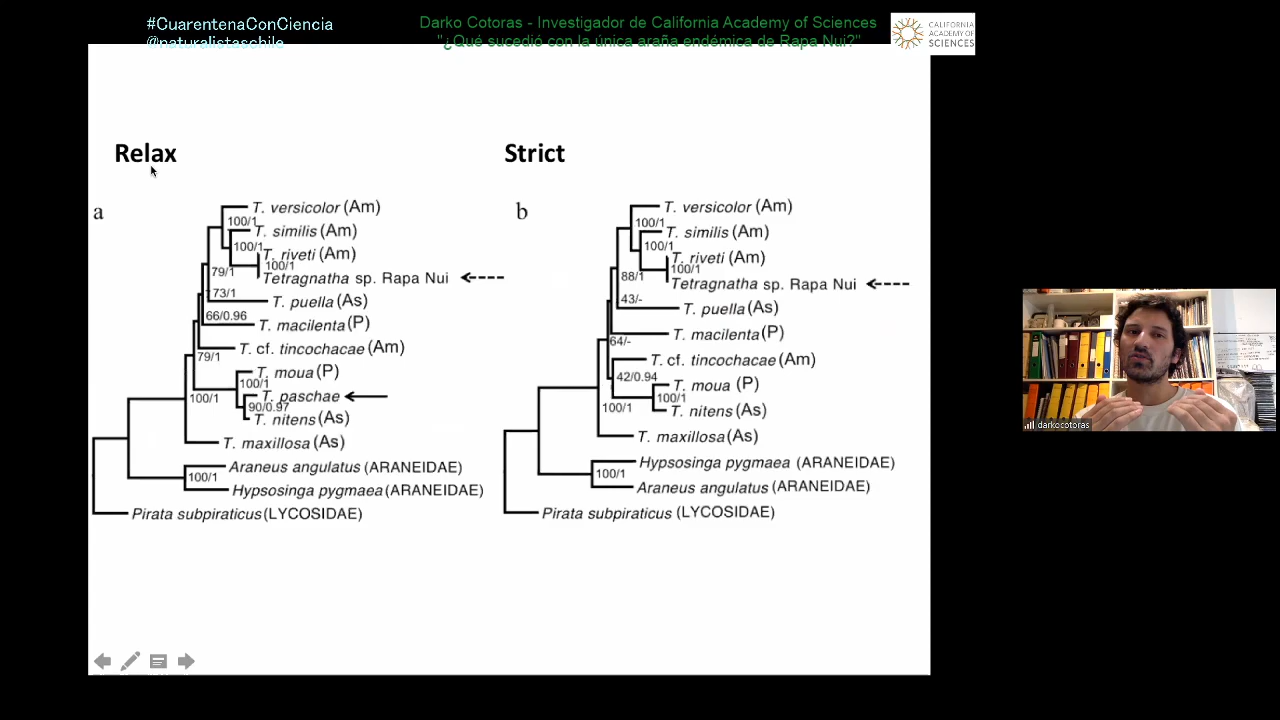 #CuarentenaConCiencia
@naturalistaschile
Darko Cotoras - Investigador de California Academy of Sciences
"¿Qué sucedió con la única araña endémica de Rapa Nui?"
CALIFORNIA
ACADEMY OF
SCIENCES
Relax
a
T. versicolor (Am)
100/1
T. similis (Am)
100/1
T. riveti (Am)
100/1
79/1
Tetragnatha sp. Rapa Nui
73/1
T. puella (As)
66/0.96
T. macilenta (P)
T. cf. tincochacae (Am)
79/1
T. moua (P)
100/1
T. paschae
100/1
90/0.97
T. nitens (As)
T. maxillosa (As)
Araneus angulatus (ARANEIDAE)
100/1
Hypsosinga pygmaea (ARANEIDAE)
Pirata subpiraticus (LYCOSIDAE)
Strict
b
T. versicolor (Am)
100/1
T. similis (Am)
100/1
T. riveti (Am)
100/1
88/1
Tetragnatha sp. Rapa Nui
43/-
T. puella (As)
T. macilenta (P)
64/-
T. cf. tincochacae (Am)
42/0.94
T. moua (P)
100/1
100/1
T. nitens (As)
T. maxillosa (As)
Hypsosinga pygmaea (ARANEIDAE)
100/1
Araneus angulatus (ARANEIDAE)
Pirata subpiraticus (LYCOSIDAE)
darkocotoras